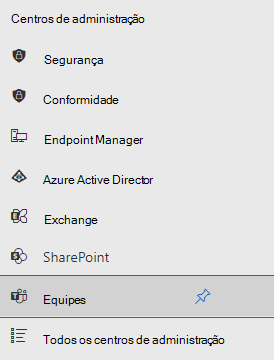 Centros de administração
Segurança
Conformidade
Endpoint Manager
Azure Active Director
Exchange
SharePoint
Equipes
Todos os centros de administração